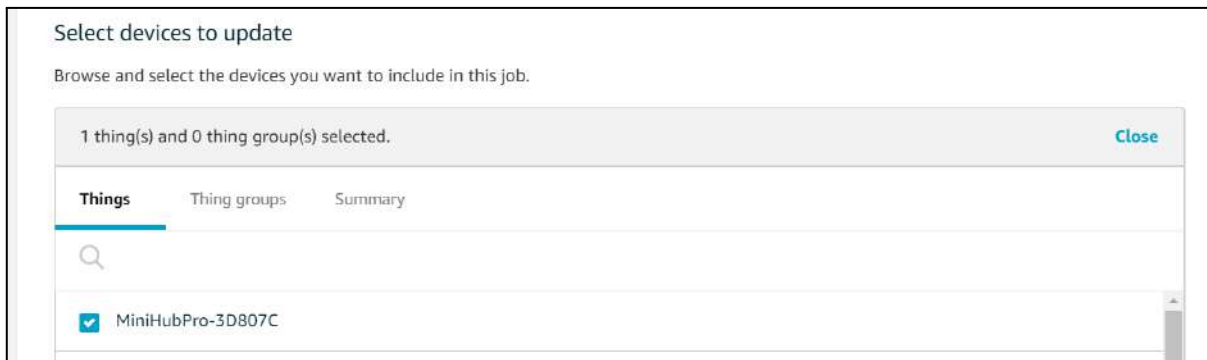 Select devices to update
Browse and select the devices you want to include in this job.
1 thing(s) and 0 thing group(s) selected. Close
Things Thing groups Summary
MiniHubPro-3D807C